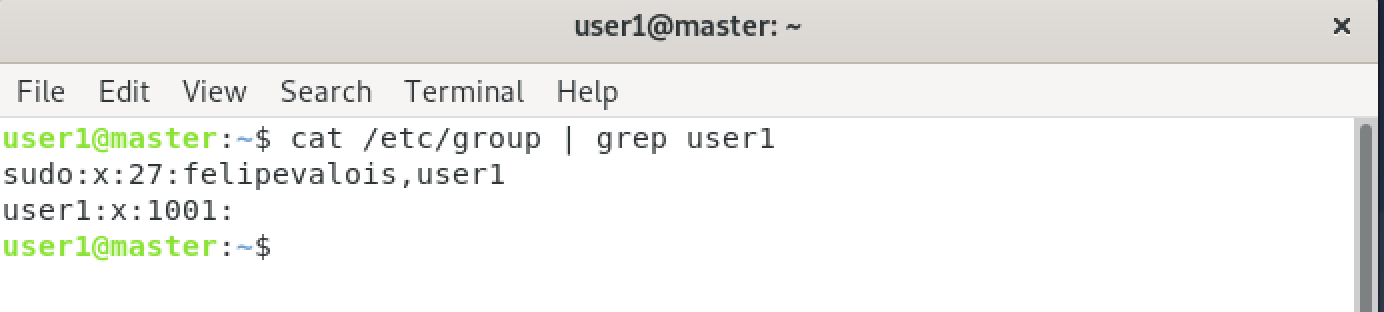 user1@master: ~
File Edit View Search Terminal Help
user1@master:~$ cat /etc/group | grep user1
sudo:x:27:felipevalois,user1
user1:x:1001:
user1@master:~$